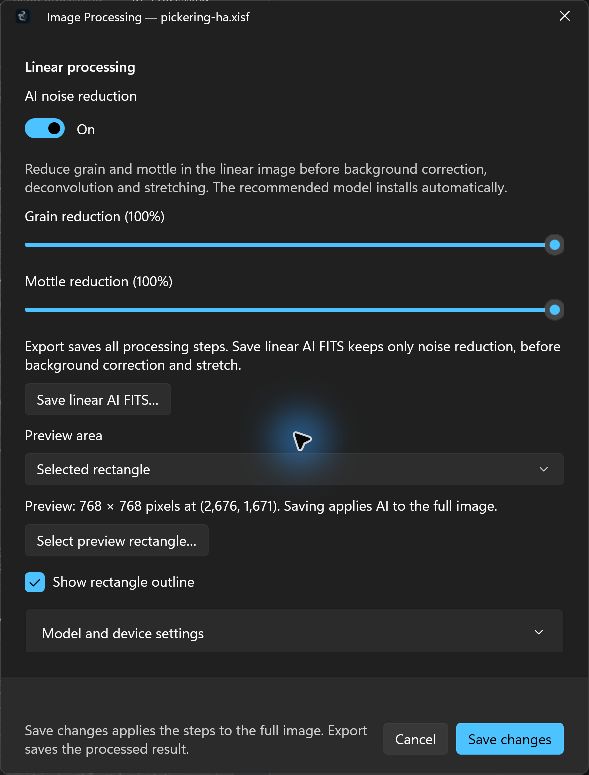 Image Processing — pickering-ha.xisf
Linear processing
AI noise reduction
On
Reduce grain and mottle in the linear image before background correction,
deconvolution and stretching. The recommended model installs automatically.
Grain reduction (100%)
Mottle reduction (100%)
Export saves all processing steps. Save linear AI FITS keeps only noise reduction, before
background correction and stretch.
Save linear AI FITS...
Preview area
Selected rectangle
Preview: 768 × 768 pixels at (2,676, 1,671). Saving applies AI to the full image.
Select preview rectangle...
Show rectangle outline
Model and device settings
Save changes applies the steps to the full image. Export
saves the processed result.
Cancel
Save changes